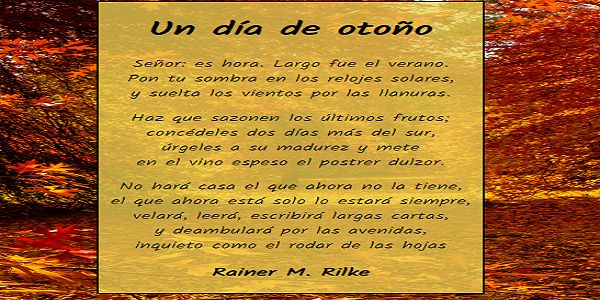 Un día de otoño
Señor: es hora. Largo fue el verano.
Pon tu sombra en los relojes solares,
y suelta los vientos por las llanuras.
Haz que sazonen los últimos frutos;
concédeles dos días más del sur,
úrgeles a su madurez y mete
en el vino espeso el postrer dulzor.
No hará casa el que ahora no la tiene,
el que ahora está solo lo estará siempre,
velará, leerá, escribirá largas cartas,
y deambulará por las avenidas,
inquieto como el rodar de las hojas
Rainer M. Rilke